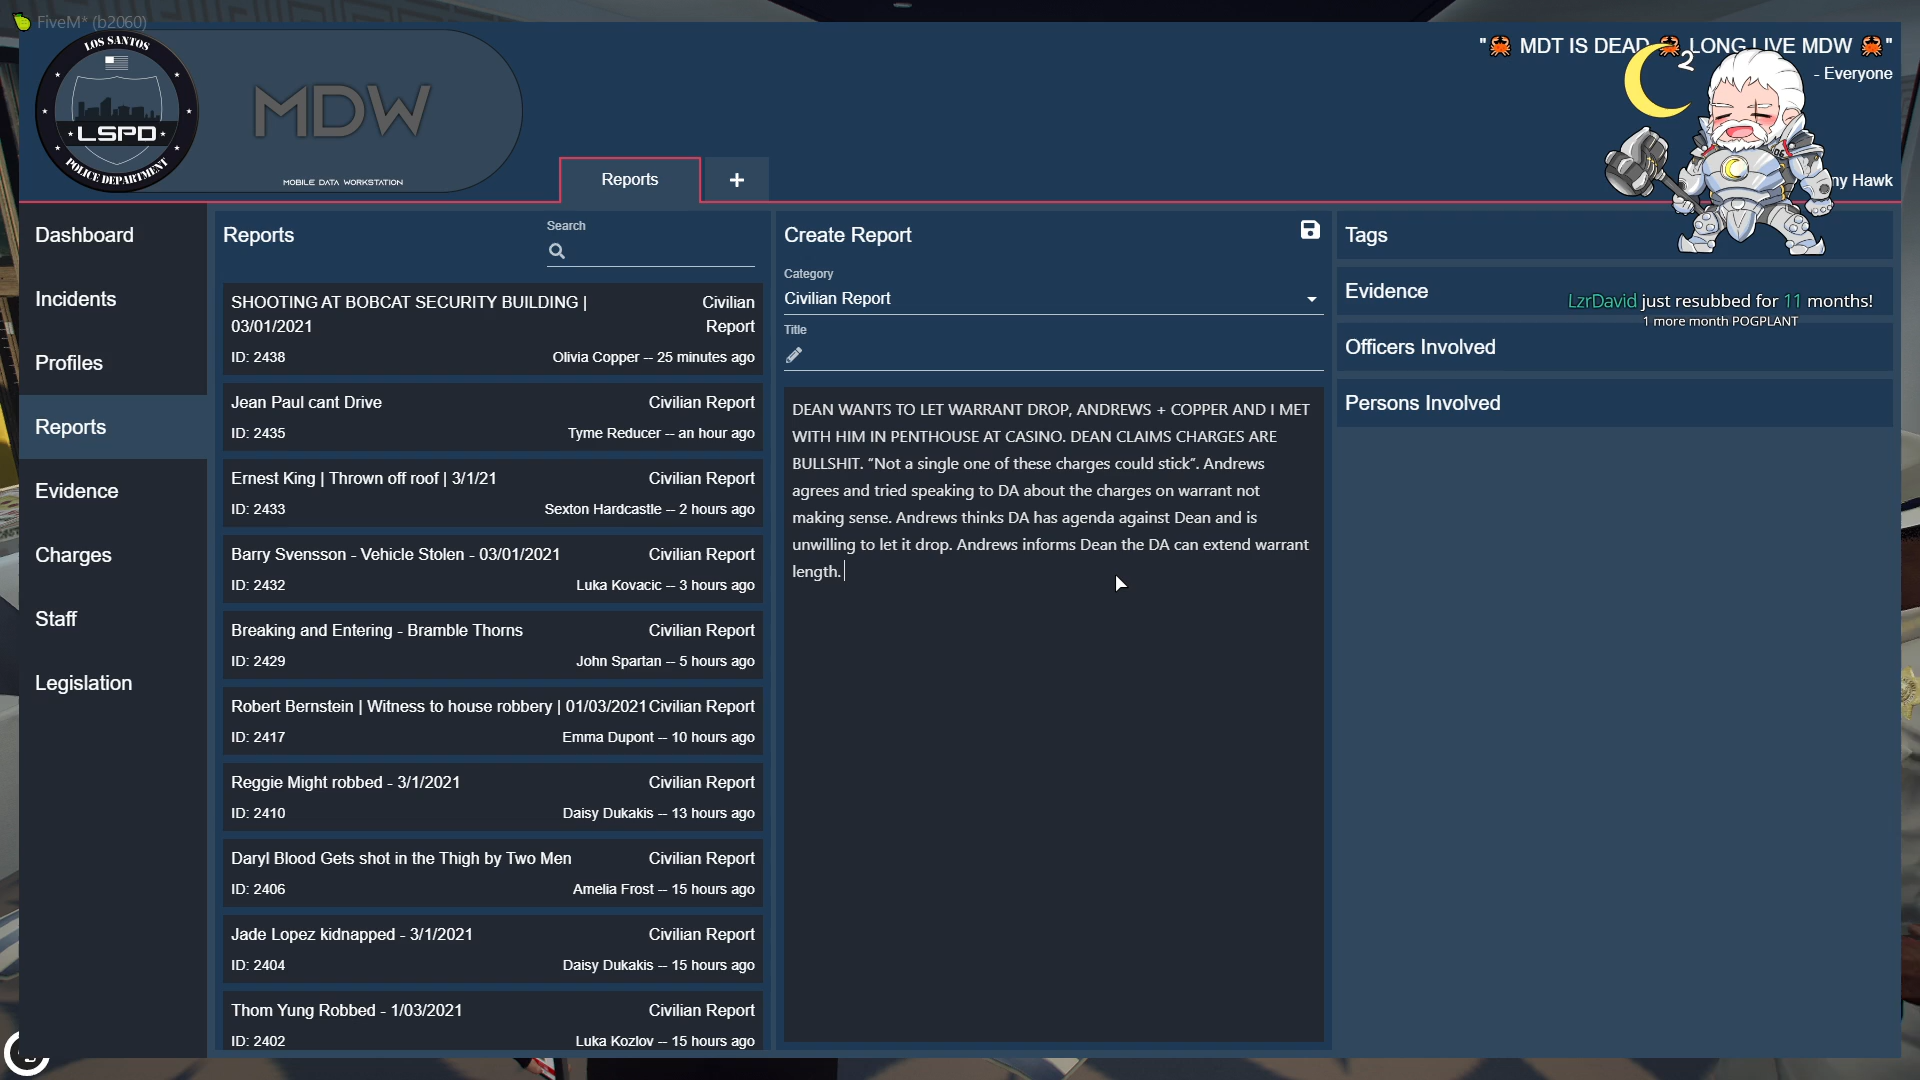 FiveM* (b2060)
LOS SANTOS
LSPD
POLICE DEPARTMENT
MDW
MOBILE DATA WORKSTATION
"🦀 MDT IS DEAD 🦀 LONG LIVE MDW 🦀"
- Everyone
2
ny Hawk
Reports
+
Dashboard
Incidents
Profiles
Reports
Evidence
Charges
Staff
Legislation
Reports
Search
SHOOTING AT BOBCAT SECURITY BUILDING |
03/01/2021
Civilian
Report
ID: 2438
Olivia Copper -- 25 minutes ago
Jean Paul cant Drive
Civilian Report
ID: 2435
Tyme Reducer -- an hour ago
Ernest King | Thrown off roof | 3/1/21
Civilian Report
ID: 2433
Sexton Hardcastle -- 2 hours ago
Barry Svensson - Vehicle Stolen - 03/01/2021
Civilian Report
ID: 2432
Luka Kovacic -- 3 hours ago
Breaking and Entering - Bramble Thorns
Civilian Report
ID: 2429
John Spartan -- 5 hours ago
Robert Bernstein | Witness to house robbery | 01/03/2021
Civilian Report
ID: 2417
Emma Dupont -- 10 hours ago
Reggie Might robbed - 3/1/2021
Civilian Report
ID: 2410
Daisy Dukakis -- 13 hours ago
Daryl Blood Gets shot in the Thigh by Two Men
Civilian Report
ID: 2406
Amelia Frost -- 15 hours ago
Jade Lopez kidnapped - 3/1/2021
Civilian Report
ID: 2404
Daisy Dukakis -- 15 hours ago
Thom Yung Robbed - 1/03/2021
Civilian Report
ID: 2402
Luka Kozlov -- 15 hours ago
Create Report
Category
Civilian Report
Title
DEAN WANTS TO LET WARRANT DROP, ANDREWS + COPPER AND I MET
WITH HIM IN PENTHOUSE AT CASINO. DEAN CLAIMS CHARGES ARE
BULLSHIT. "Not a single one of these charges could stick". Andrews
agrees and tried speaking to DA about the charges on warrant not
making sense. Andrews thinks DA has agenda against Dean and is
unwilling to let it drop. Andrews informs Dean the DA can extend warrant
length.
Tags
Evidence
Officers Involved
Persons Involved
LzrDavid just resubbed for 11 months!
1 more month POGPLANT